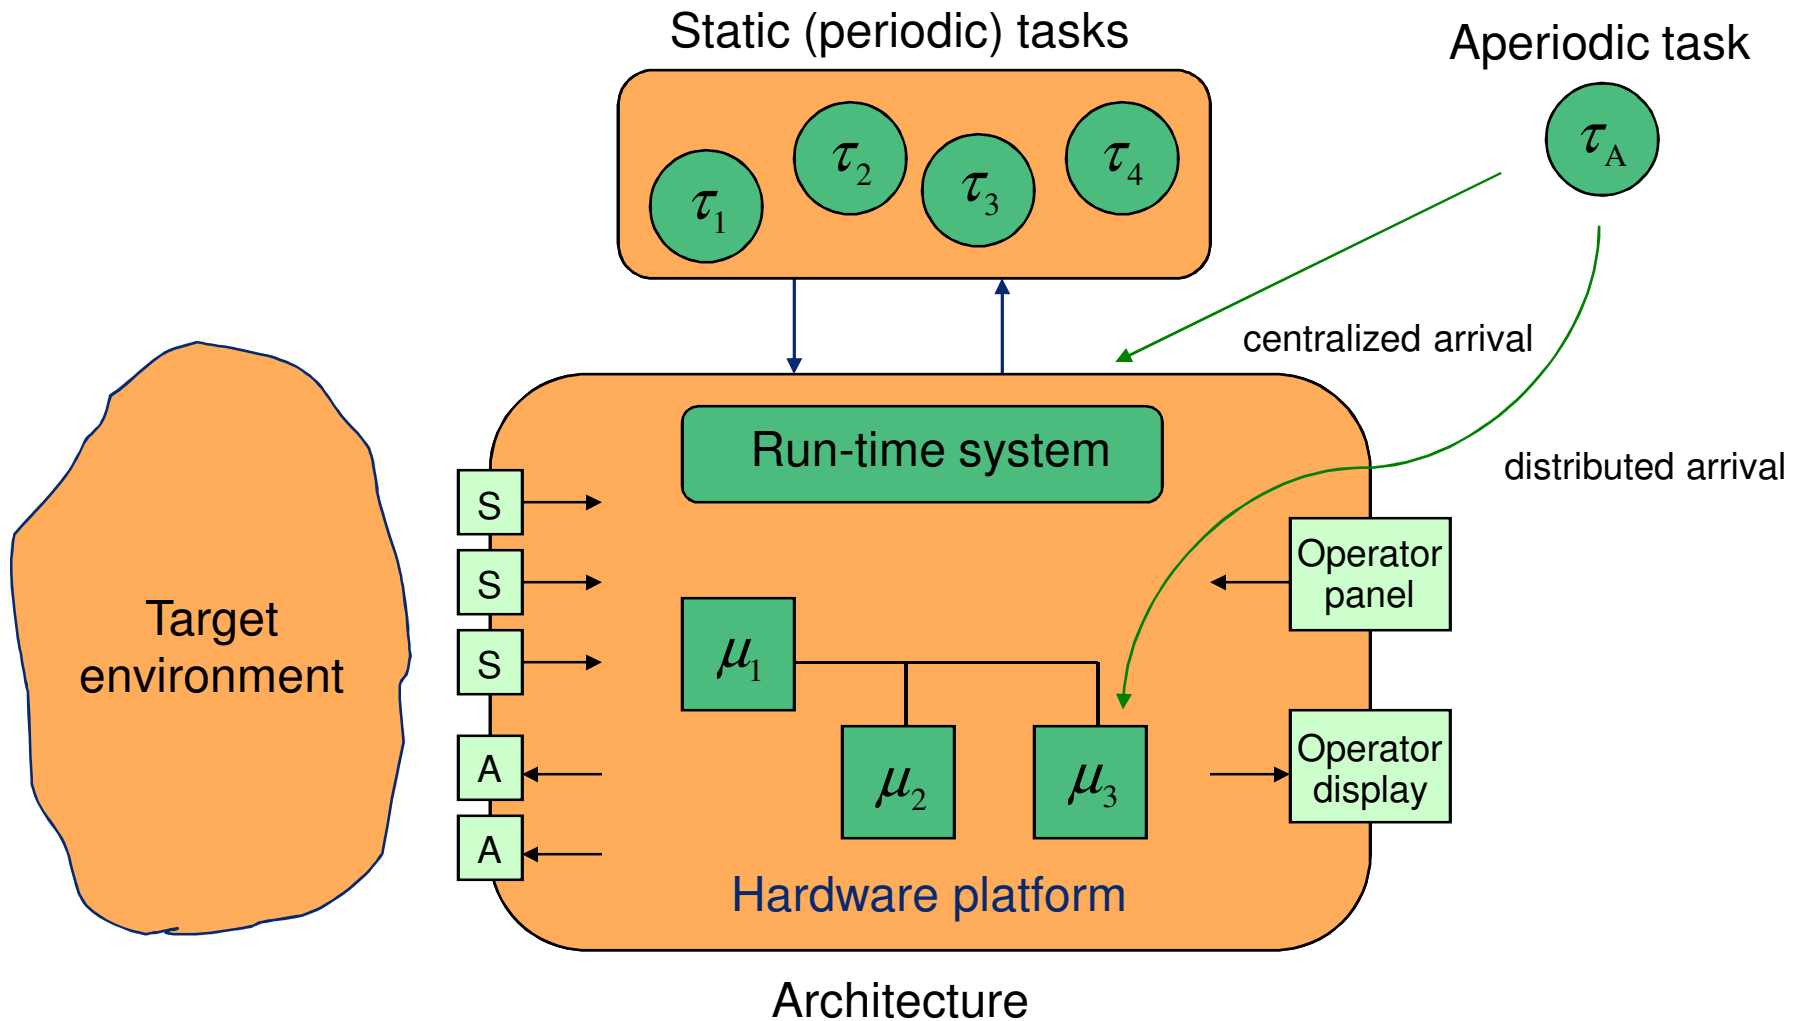 Static (periodic) tasks
Aperiodic task
τ1
τ2
τ3
τ4
τA
centralized arrival
distributed arrival
Run-time system
S
S
S
A
A
Target
environment
μ1
μ2
μ3
Operator
panel
Operator
display
Hardware platform
Architecture